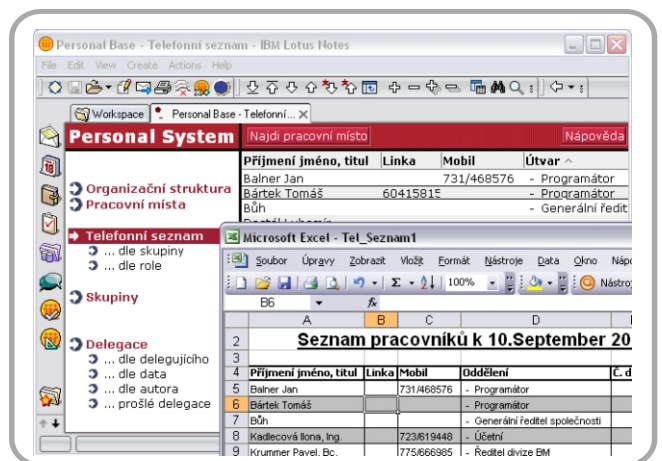 Personal Base - Telefonní seznam - IBM Lotus Notes
File Edit View Create Actions Help
Workspace Personal Base - Telefonní...
Personal System Najdi pracovní místo Nápověda
Příjmení jméno, titul Linka Mobil Útvar
Balner Jan 731/468576 - Programátor
Bártek Tomáš 60415815 - Programátor
Bůh - Generální ředit
Organizační struktura
Pracovní místa
Telefonní seznam
... dle skupiny
... dle role
Skupiny
Delegace
... dle delegujícího
... dle data
... dle autora
... prošlé delegace
Microsoft Excel - Tel_Seznam1
Soubor Úpravy Zobrazit Vložit Formát Nástroje Data Okno Nápo
100% Nástro
B6 fx
A B C D
2 Seznam pracovníků k 10.September 20
3
4 Příjmení jméno, titul Linka Mobil Oddělení Č. d
5 Balner Jan 731/468576 - Programátor
6 Bártek Tomáš - Programátor
7 Bůh - Generální ředitel společnosti
8 Kadlecová Ilona, Ing. 723/619448 - Účetní
9 Krummer Pavel, Bc. 775/666985 - Ředitel divize BM